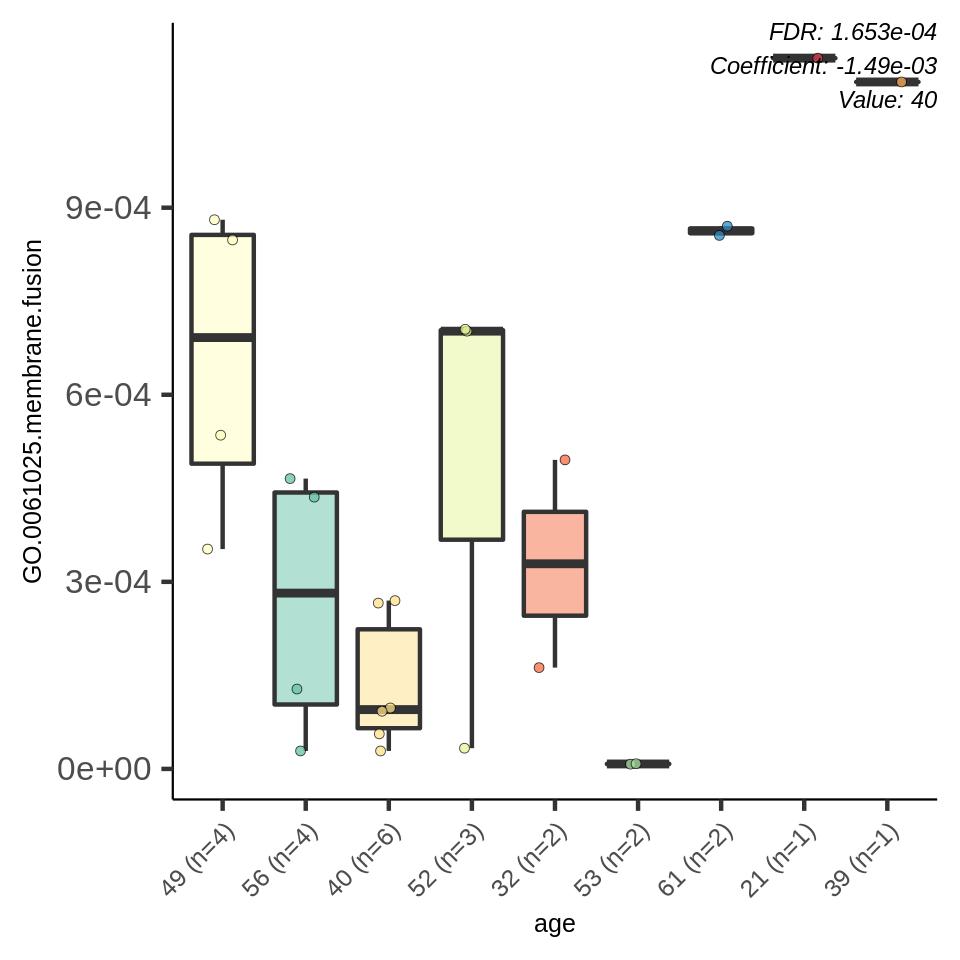 FDR: 1.653e-04
Coefficient: -1.49e-03
Value: 40
GO.0061025.membrane.fusion
9e-04
6e-04
3e-04
0e+00
49 (n=4)
56 (n=4)
40 (n=6)
52 (n=3)
32 (n=2)
53 (n=2)
61 (n=2)
21 (n=1)
39 (n=1)
age